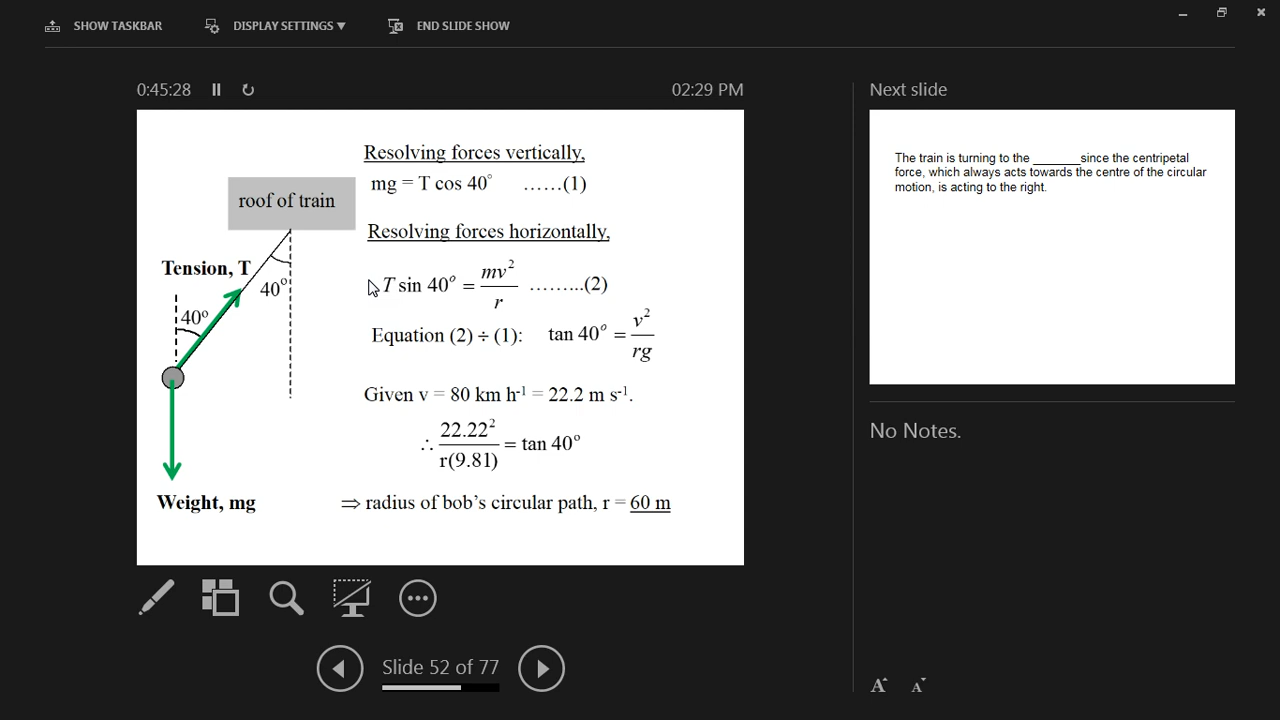 SHOW TASKBAR DISPLAY SETTINGS ▼ END SLIDE SHOW
0:45:28 02:29 PM
Resolving forces vertically,
mg = T cos 40° ......(1)
roof of train
Resolving forces horizontally,
Tension, T
40°
40°
T sin 40° = mv²/r ........(2)
Equation (2) ÷ (1): tan 40° = v²/rg
Given v = 80 km h⁻¹ = 22.2 m s⁻¹.
∴ 22.22²/r(9.81) = tan 40°
Weight, mg
⇒ radius of bob's circular path, r = 60 m
Slide 52 of 77
Next slide
The train is turning to the _______since the centripetal
force, which always acts towards the centre of the circular
motion, is acting to the right.
No Notes.
A A